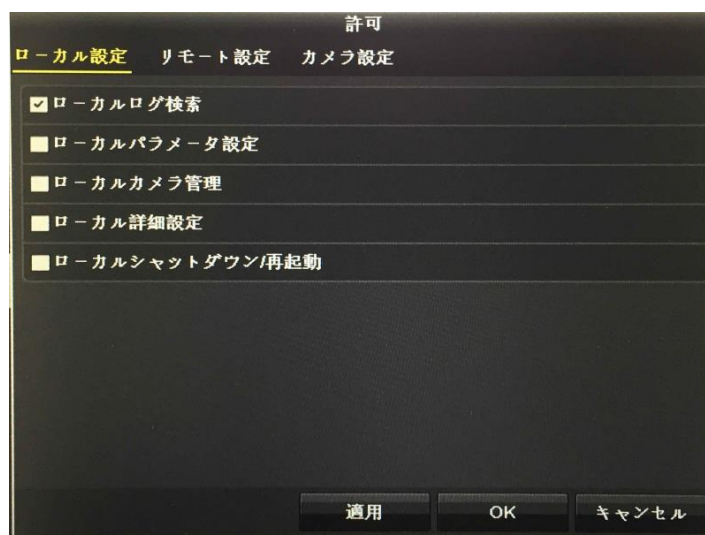 許可
ローカル設定 リモート設定 カメラ設定
ローカルログ検索
ローカルパラメータ設定
ローカルカメラ管理
ローカル詳細設定
ローカルシャットダウン/再起動
適用 OK キャンセル